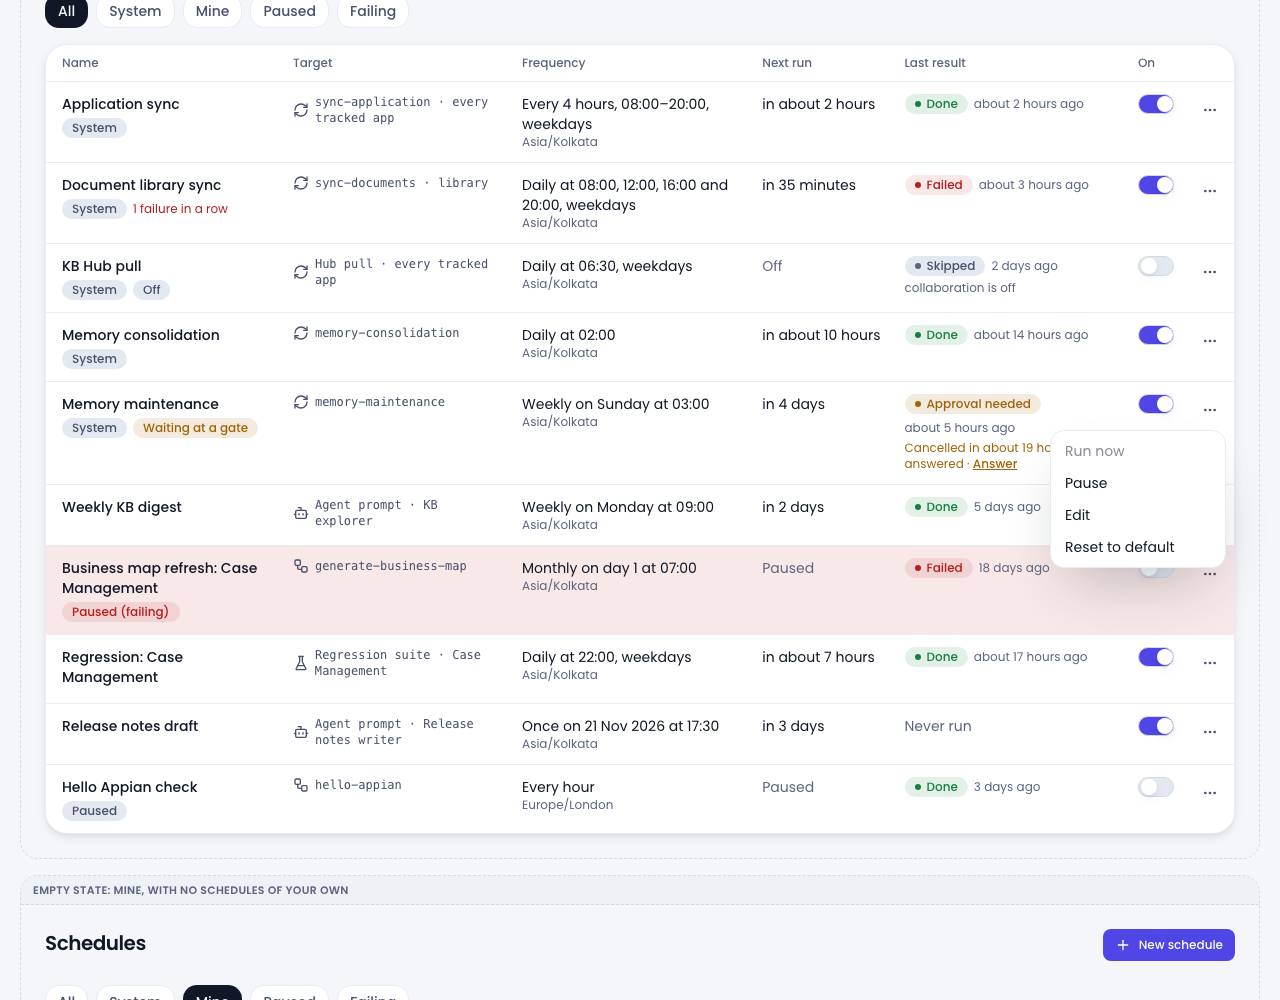 All System Mine Paused Failing
Name Target Frequency Next run Last result On
Application sync
System
sync-application · every
tracked app
Every 4 hours, 08:00–20:00,
weekdays
Asia/Kolkata
in about 2 hours
Done about 2 hours ago
Document library sync
System 1 failure in a row
sync-documents · library
Daily at 08:00, 12:00, 16:00 and
20:00, weekdays
Asia/Kolkata
in 35 minutes
Failed about 3 hours ago
KB Hub pull
System Off
Hub pull · every tracked
app
Daily at 06:30, weekdays
Asia/Kolkata
Off
Skipped 2 days ago
collaboration is off
Memory consolidation
System
memory-consolidation
Daily at 02:00
Asia/Kolkata
in about 10 hours
Done about 14 hours ago
Memory maintenance
System Waiting at a gate
memory-maintenance
Weekly on Sunday at 03:00
Asia/Kolkata
in 4 days
Approval needed
about 5 hours ago
Cancelled in about 19
answered · Answer
Run now
Pause
Edit
Reset to default
Weekly KB digest
Agent prompt · KB
explorer
Weekly on Monday at 09:00
Asia/Kolkata
in 2 days
Done 5 days ago
Business map refresh: Case
Management
Paused (failing)
generate-business-map
Monthly on day 1 at 07:00
Asia/Kolkata
Paused
Failed 18 days ago
Regression: Case
Management
Regression suite · Case
Management
Daily at 22:00, weekdays
Asia/Kolkata
in about 7 hours
Done about 17 hours ago
Release notes draft
Agent prompt · Release
notes writer
Once on 21 Nov 2026 at 17:30
Asia/Kolkata
in 3 days
Never run
Hello Appian check
Paused
hello-appian
Every hour
Europe/London
Paused
Done 3 days ago
EMPTY STATE: MINE, WITH NO SCHEDULES OF YOUR OWN
Schedules
New schedule
All System Mine Paused Failing